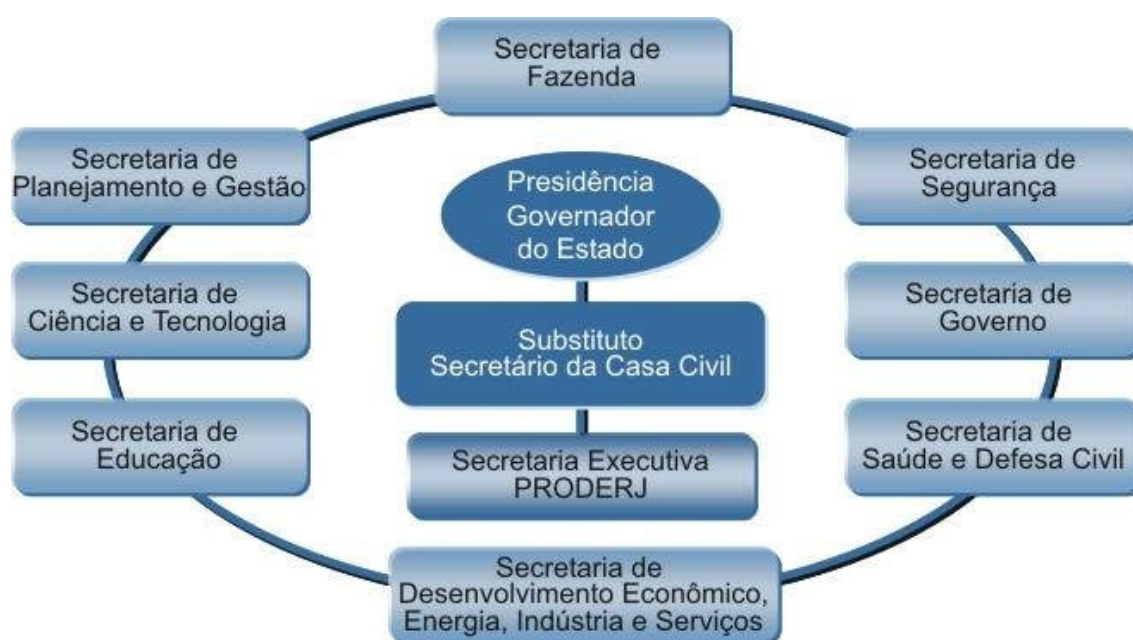 Secretaria de
Fazenda
Secretaria de
Planejamento e Gestão
Presidência
Governador
do Estado
Secretaria de
Segurança
Secretaria de
Ciência e Tecnologia
Substituto
Secretário da Casa Civil
Secretaria de
Governo
Secretaria de
Educação
Secretaria Executiva
PRODERJ
Secretaria de
Saúde e Defesa Civil
Secretaria de
Desenvolvimento Econômico,
Energia, Indústria e Serviços